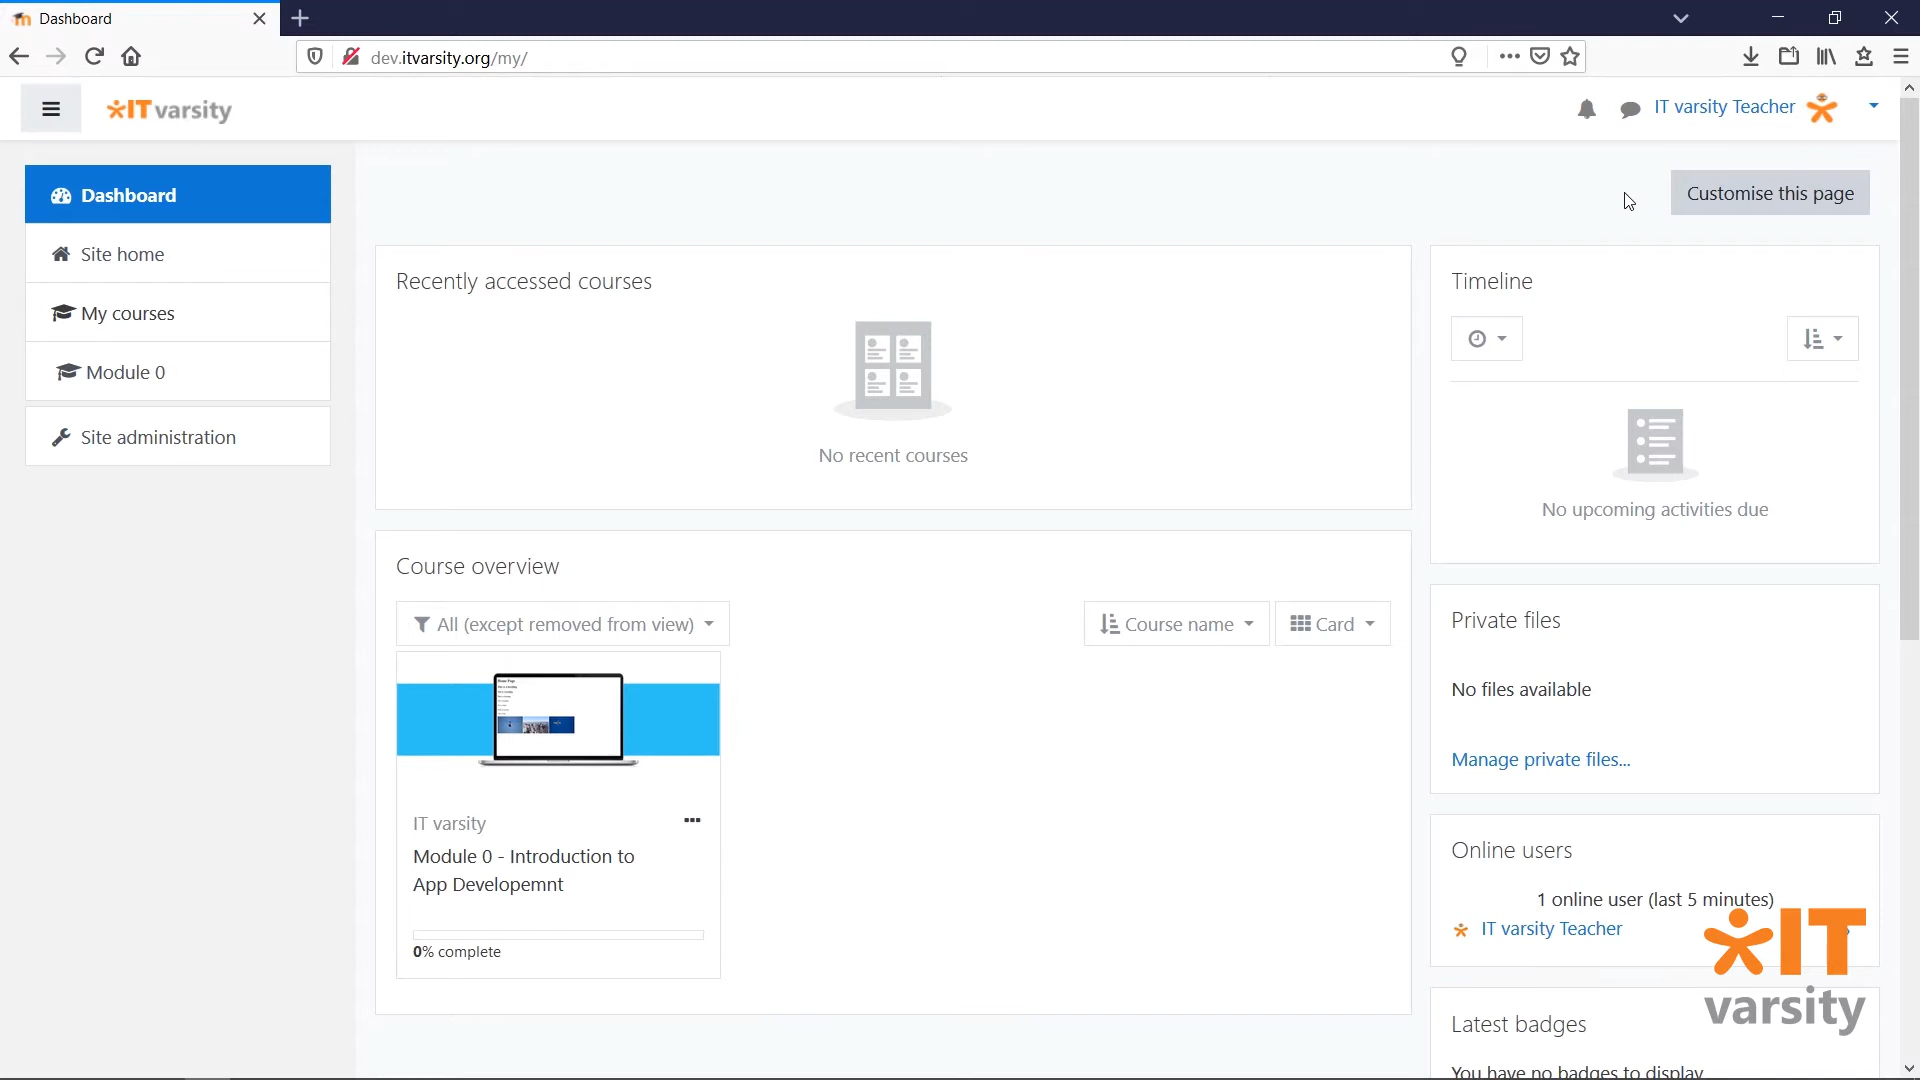 Dashboard
dev.itvarsity.org/my/
IT varsity
IT varsity Teacher
Dashboard
Site home
My courses
Module 0
Site administration
Customise this page
Recently accessed courses
No recent courses
Course overview
All (except removed from view)
Course name
Card
IT varsity
Module 0 - Introduction to
App Developemnt
0% complete
Timeline
No upcoming activities due
Private files
No files available
Manage private files...
Online users
1 online user (last 5 minutes)
IT varsity Teacher
Latest badges
You have no badges to display
IT
varsity